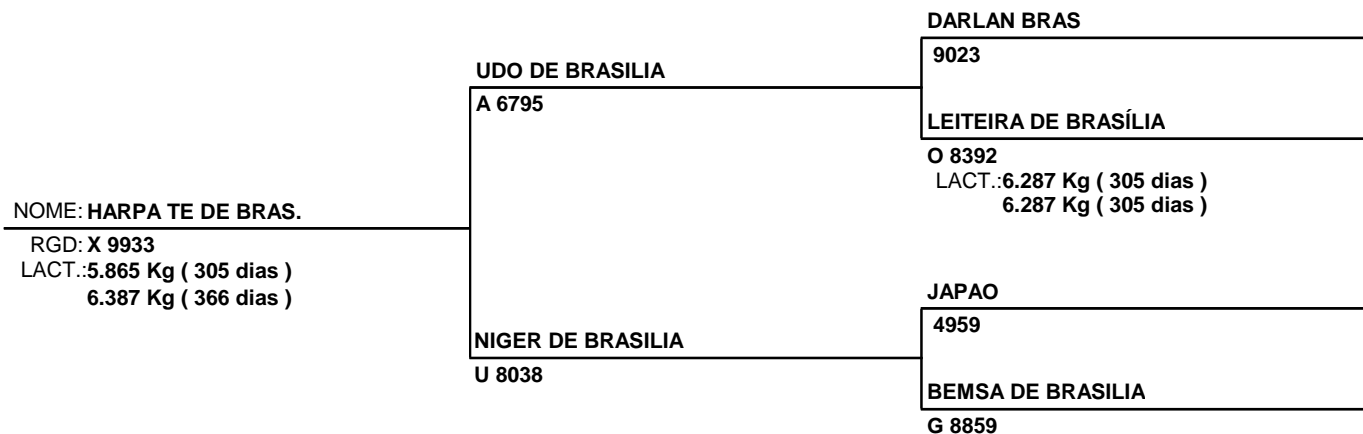 DARLAN BRAS
9023
UDO DE BRASILIA
A 6795
LEITEIRA DE BRASÍLIA
O 8392
LACT.:6.287 Kg ( 305 dias )
6.287 Kg ( 305 dias )
NOME: HARPA TE DE BRAS.
RGD: X 9933
LACT.:5.865 Kg ( 305 dias )
6.387 Kg ( 366 dias )
JAPAO
4959
NIGER DE BRASILIA
U 8038
BEMSA DE BRASILIA
G 8859